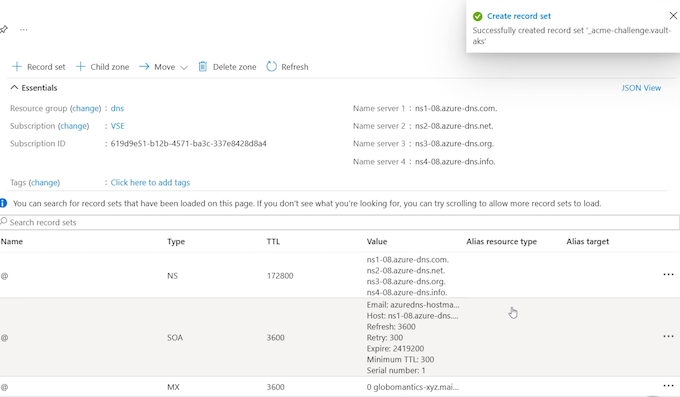 Create record set
Successfully created record set '_acme-challenge.vault-
aks'
Record set
Child zone
Move
Delete zone
Refresh
Essentials
JSON View
Resource group (change) : dns
Subscription (change) : VSE
Subscription ID : 619d9e51-b12b-4571-ba3c-337e8428d8a4
Name server 1 : ns1-08.azure-dns.com.
Name server 2 : ns2-08.azure-dns.net.
Name server 3 : ns3-08.azure-dns.org.
Name server 4 : ns4-08.azure-dns.info.
Tags (change) : Click here to add tags
You can search for record sets that have been loaded on this page. If you don't see what you're looking for, you can try scrolling to allow more record sets to load.
Search record sets
Name Type TTL Value Alias resource type Alias target
@ NS 172800
ns1-08.azure-dns.com.
ns2-08.azure-dns.net.
ns3-08.azure-dns.org.
ns4-08.azure-dns.info.
@ SOA 3600
Email: azuredns-hostma...
Host: ns1-08.azure-dns....
Refresh: 3600
Retry: 300
Expire: 2419200
Minimum TTL: 300
Serial number: 1
@ MX 3600 0 globomantics-xyz.mai...